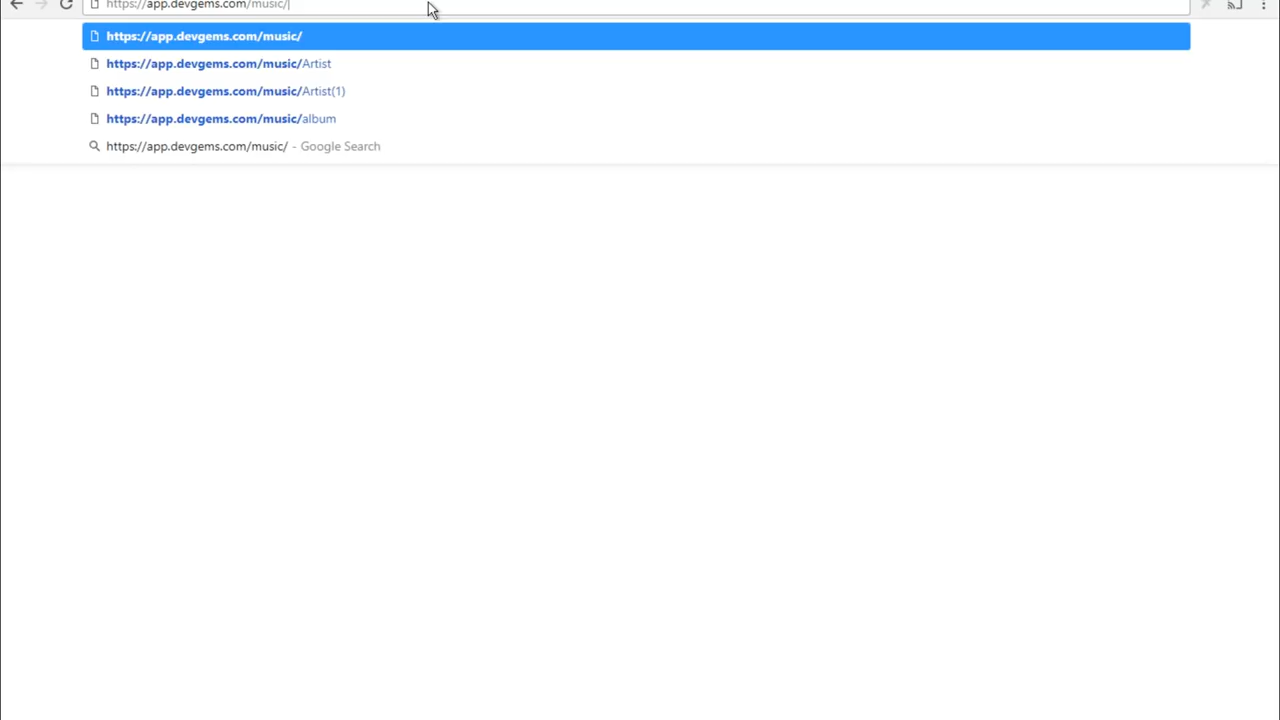 https://app.devgems.com/music/
https://app.devgems.com/music/
https://app.devgems.com/music/Artist
https://app.devgems.com/music/Artist(1)
https://app.devgems.com/music/album
https://app.devgems.com/music/ - Google Search